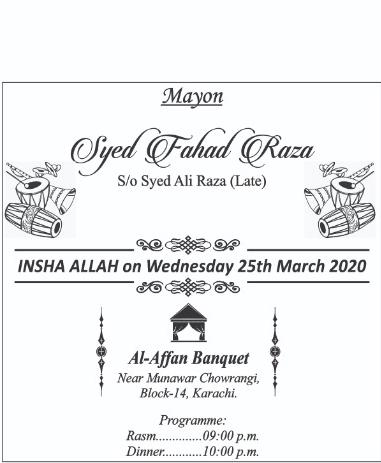 Mayon
Syed Fahad Raza
S/o Syed Ali Raza (Late)
INSHA ALLAH on Wednesday 25th March 2020
Al-Affan Banquet
Near Munawar Chowrangi,
Block-14, Karachi.
Programme:
Rasm.............09:00 p.m.
Dinner............10:00 p.m.